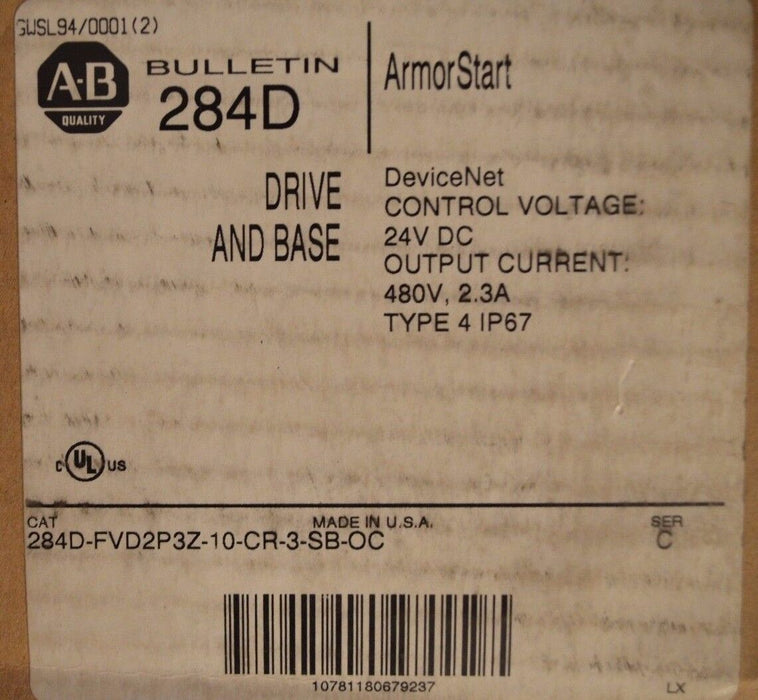 GWSL94/0001(2)
A-B
QUALITY
BULLETIN
284D
ArmorStart
DRIVE
AND BASE
DeviceNet
CONTROL VOLTAGE:
24V DC
OUTPUT CURRENT:
480V, 2.3A
TYPE 4 IP67
C UL US
CAT
MADE IN U.S.A.
SER
284D-FVD2P3Z-10-CR-3-SB-OC
C
10781180679237
LX